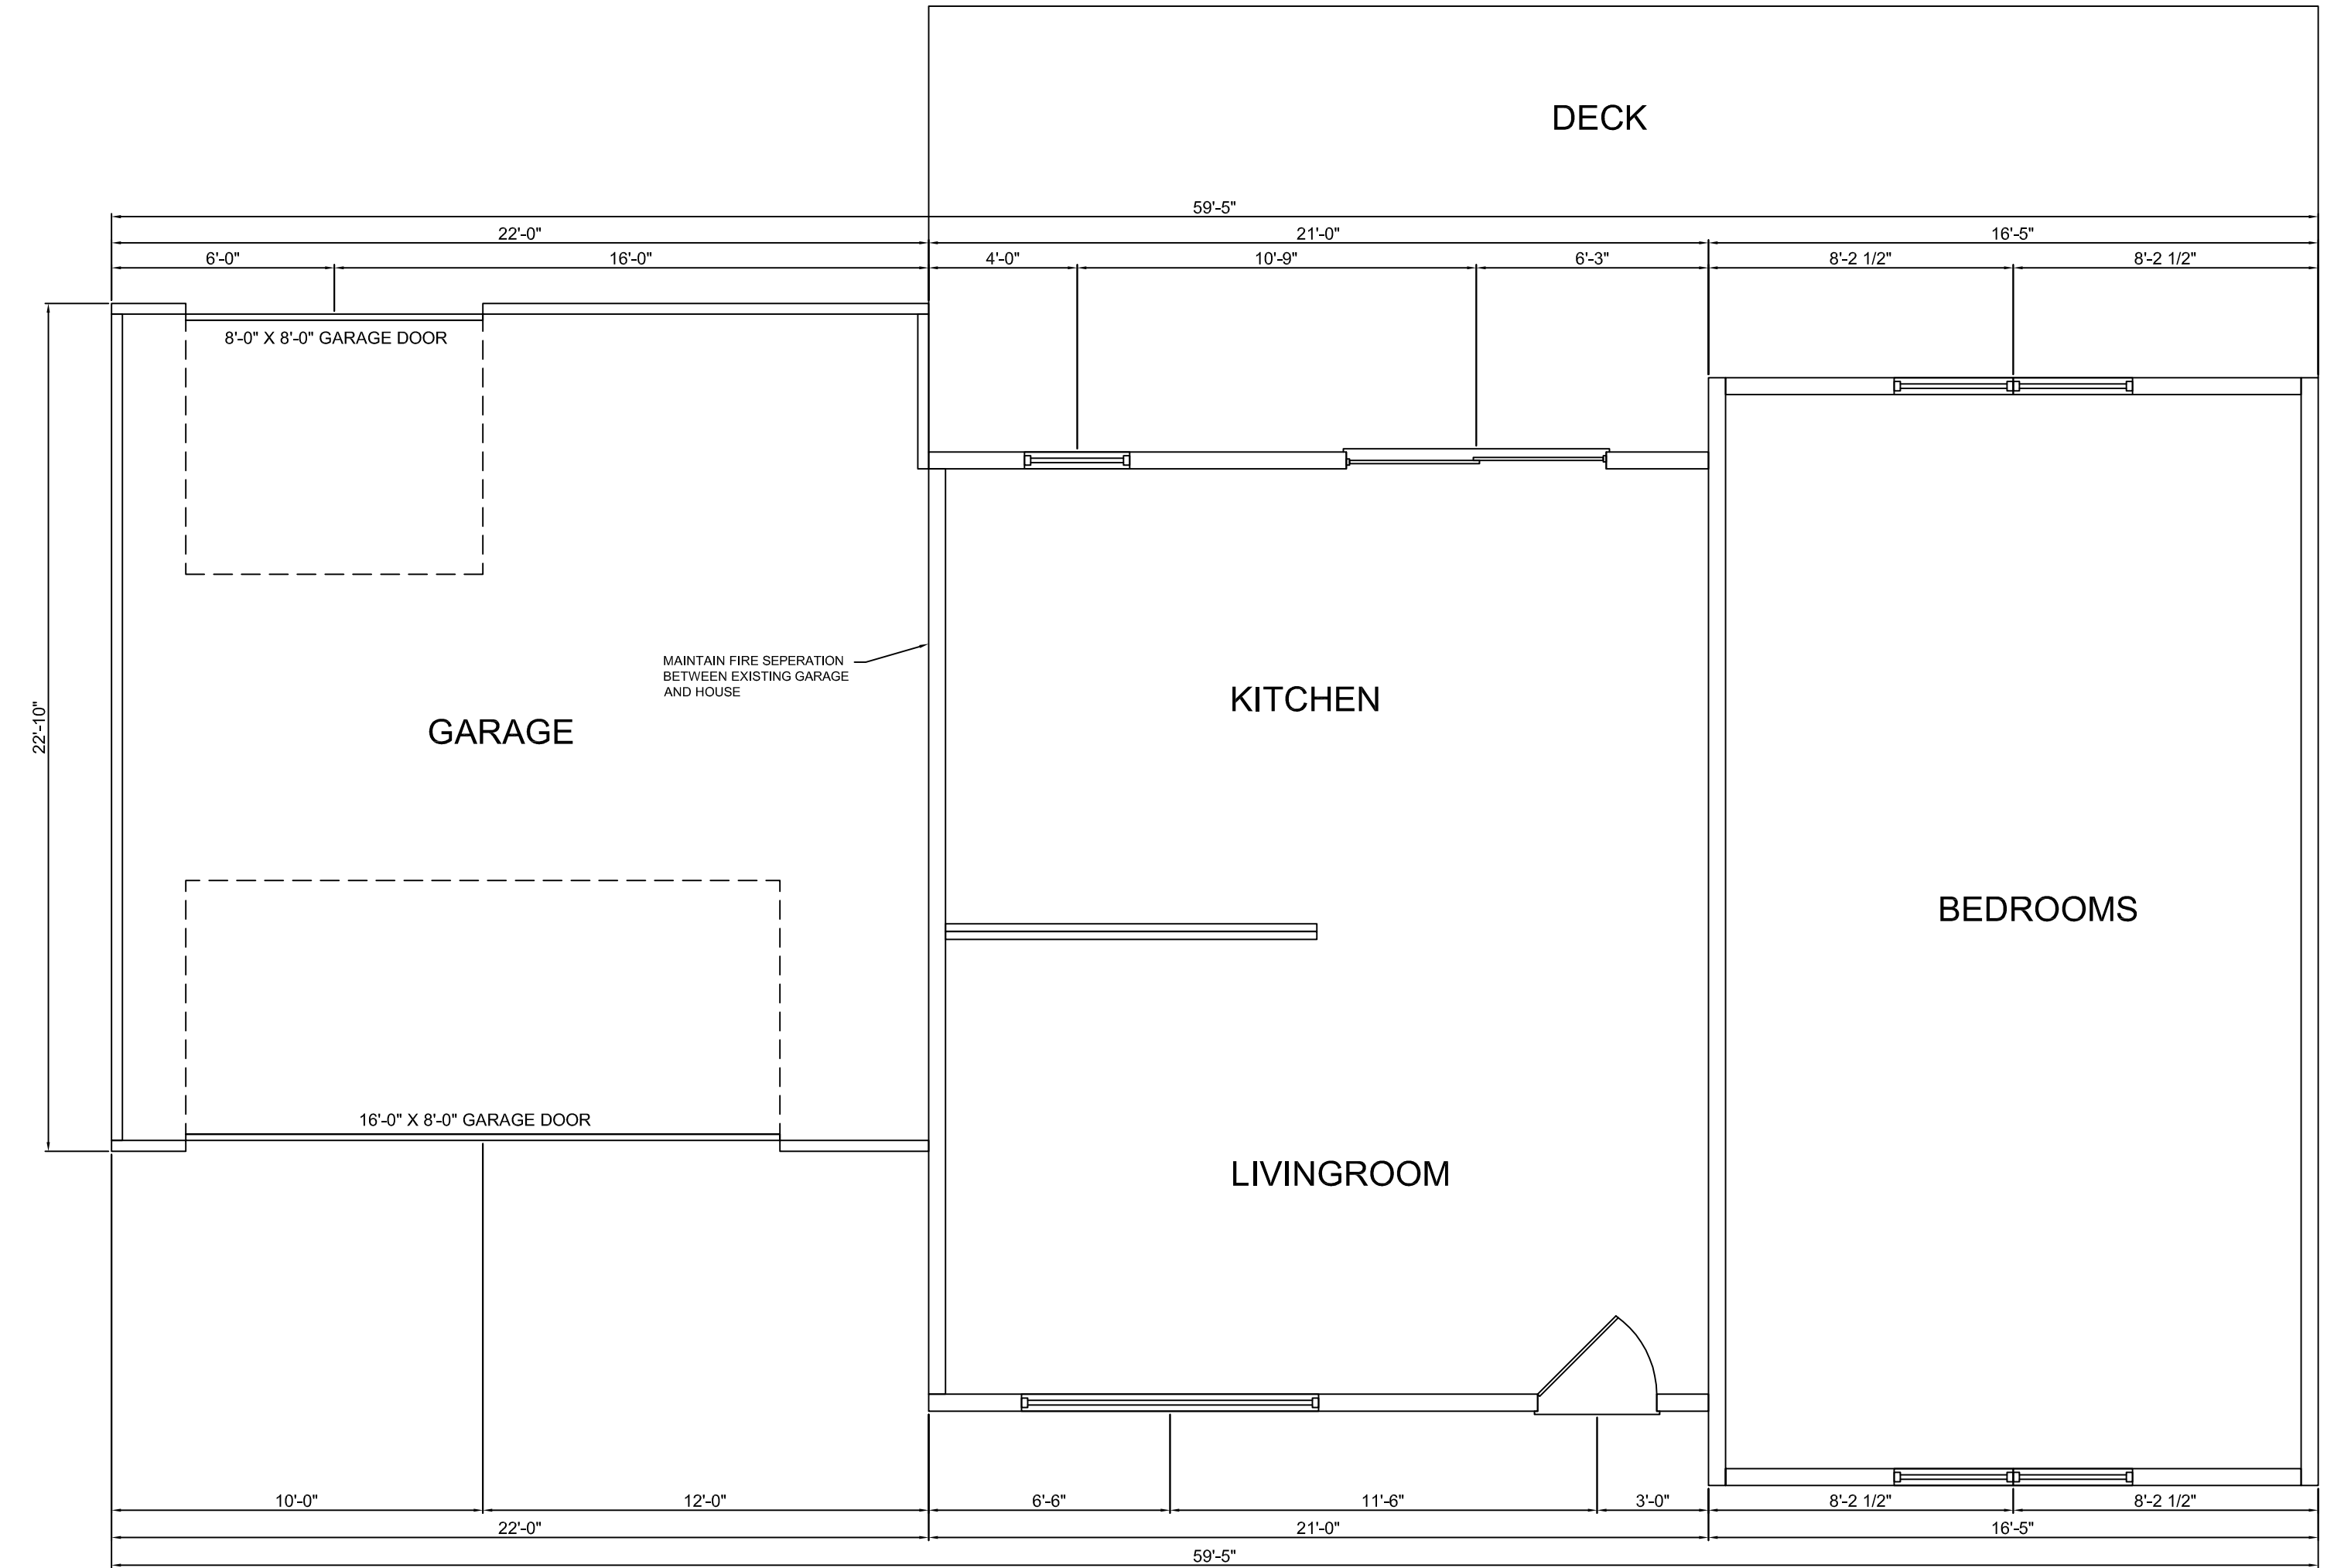 DECK
59'-5"
22'-0"
21'-0"
16'-5"
6'-0"
16'-0"
4'-0"
10'-9"
6'-3"
8'-2 1/2"
8'-2 1/2"
8'-0" X 8'-0" GARAGE DOOR
MAINTAIN FIRE SEPERATION
BETWEEN EXISTING GARAGE
AND HOUSE
22'-10"
GARAGE
KITCHEN
BEDROOMS
16'-0" X 8'-0" GARAGE DOOR
LIVINGROOM
10'-0"
12'-0"
6'-6"
11'-6"
3'-0"
8'-2 1/2"
8'-2 1/2"
22'-0"
21'-0"
16'-5"
59'-5"